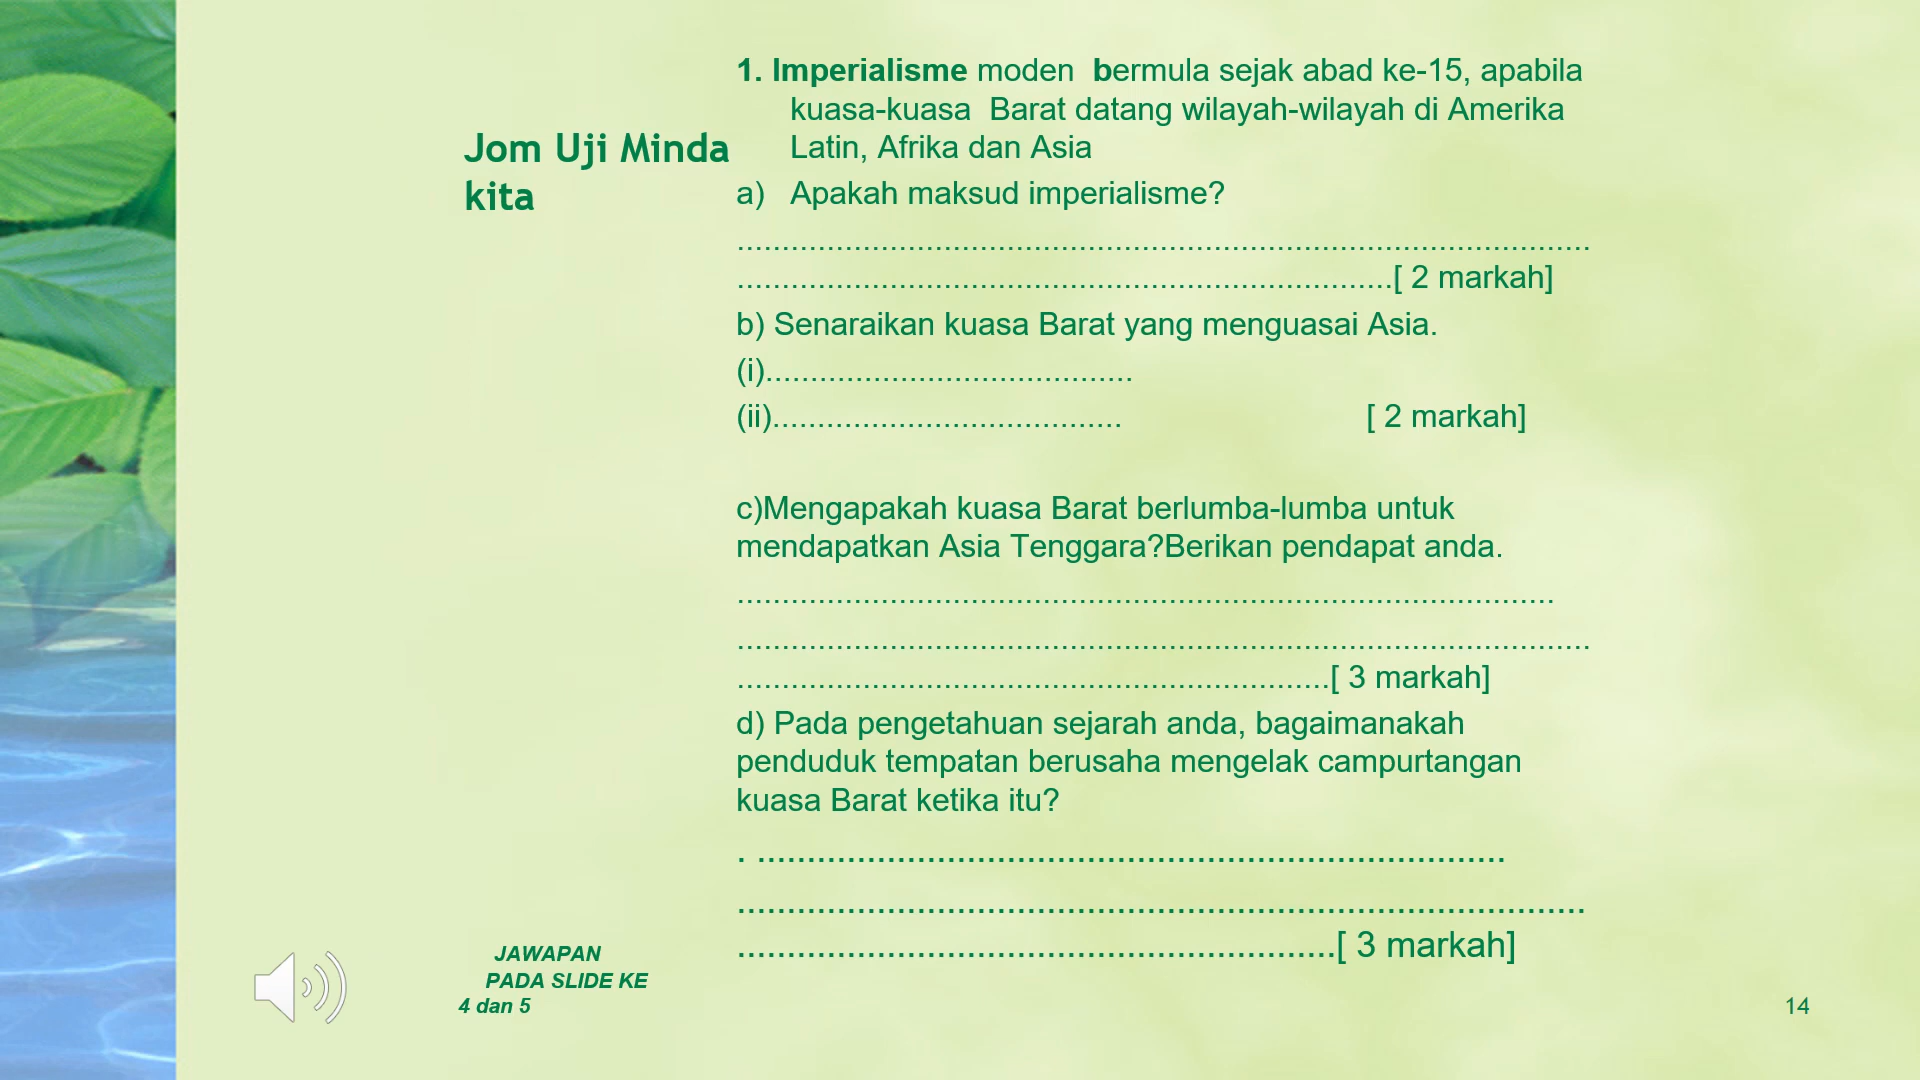 Jom Uji Minda
kita
1. Imperialisme moden  bermula sejak abad ke-15, apabila
kuasa-kuasa  Barat datang wilayah-wilayah di Amerika
Latin, Afrika dan Asia
a)   Apakah maksud imperialisme?
...............................................................................................
.........................................................................[ 2 markah]
b) Senaraikan kuasa Barat yang menguasai Asia.
(i).........................................
(ii).......................................                           [ 2 markah]
c)Mengapakah kuasa Barat berlumba-lumba untuk
mendapatkan Asia Tenggara?Berikan pendapat anda.
...........................................................................................
...............................................................................................
..................................................................[ 3 markah]
d) Pada pengetahuan sejarah anda, bagaimanakah
penduduk tempatan berusaha mengelak campurtangan
kuasa Barat ketika itu?
. ...........................................................................
.....................................................................................
............................................................[ 3 markah]
JAWAPAN
PADA SLIDE KE
4 dan 5
14